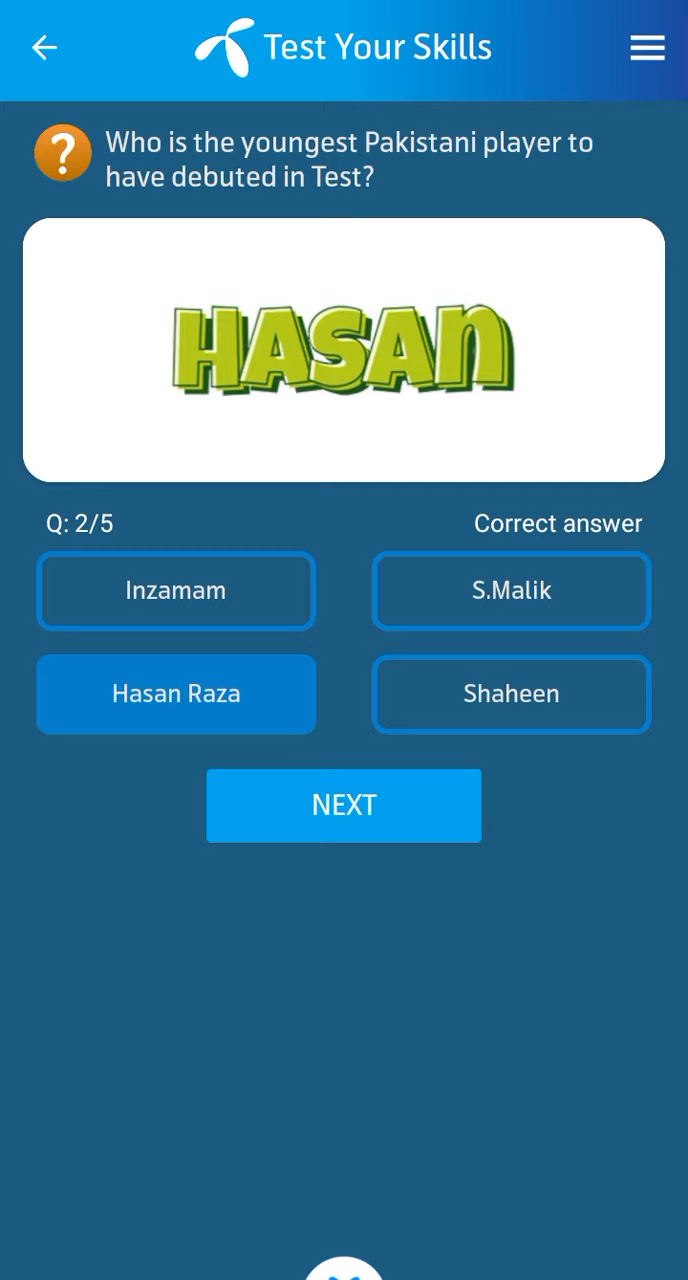 Test Your Skills
Who is the youngest Pakistani player to
have debuted in Test?
HASAN
Q: 2/5
Correct answer
Inzamam
S.Malik
Hasan Raza
Shaheen
NEXT